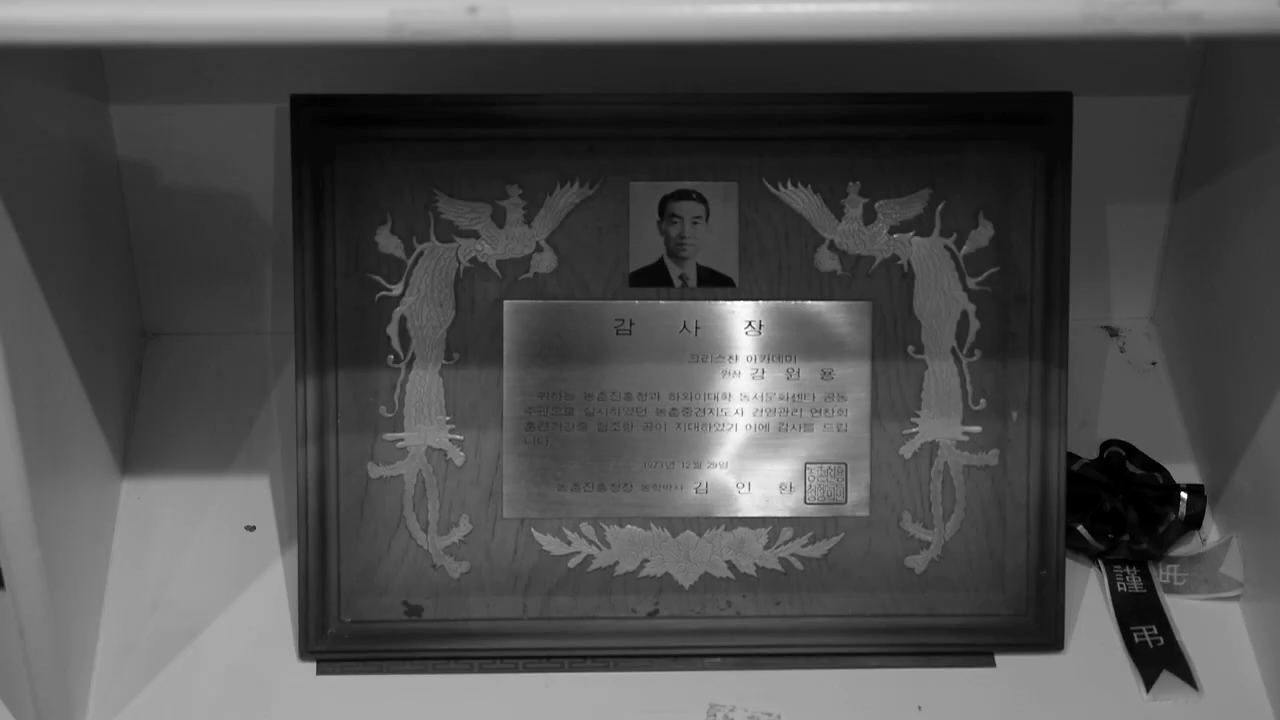 감 사 장
크리스챤 아카데미
원장 강 원 용
귀하는 농촌진흥청과 하와이대학 동서문화쎈타 공동
주관으로 실시하였던 농촌중견지도자 경영관리 연찬회
훈련기간중 협조한 공이 지대하였기 이에 감사를 드립
니다.
1973년 12월 29일
농촌진흥청장 농학박사 김 인 환
謹 弔